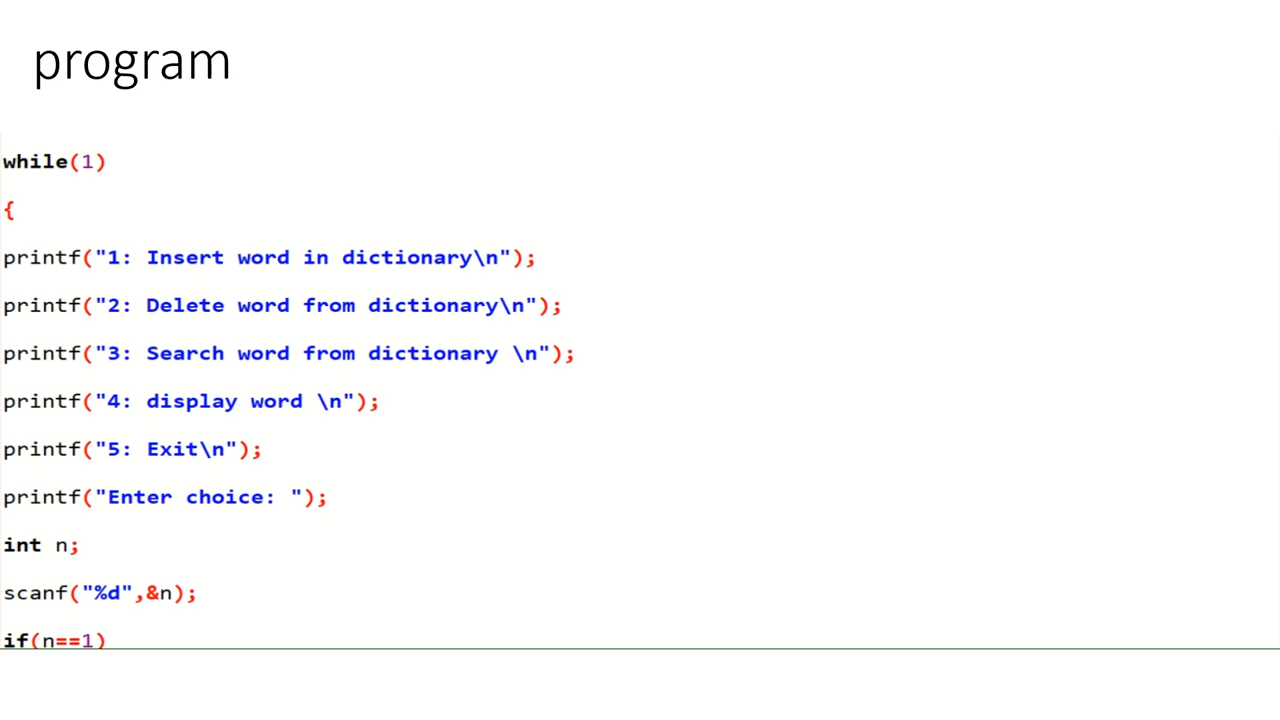 program
while(1)
{
printf("1: Insert word in dictionary\n");
printf("2: Delete word from dictionary\n");
printf("3: Search word from dictionary \n");
printf("4: display word \n");
printf("5: Exit\n");
printf("Enter choice: ");
int n;
scanf("%d",&n);
if(n==1)